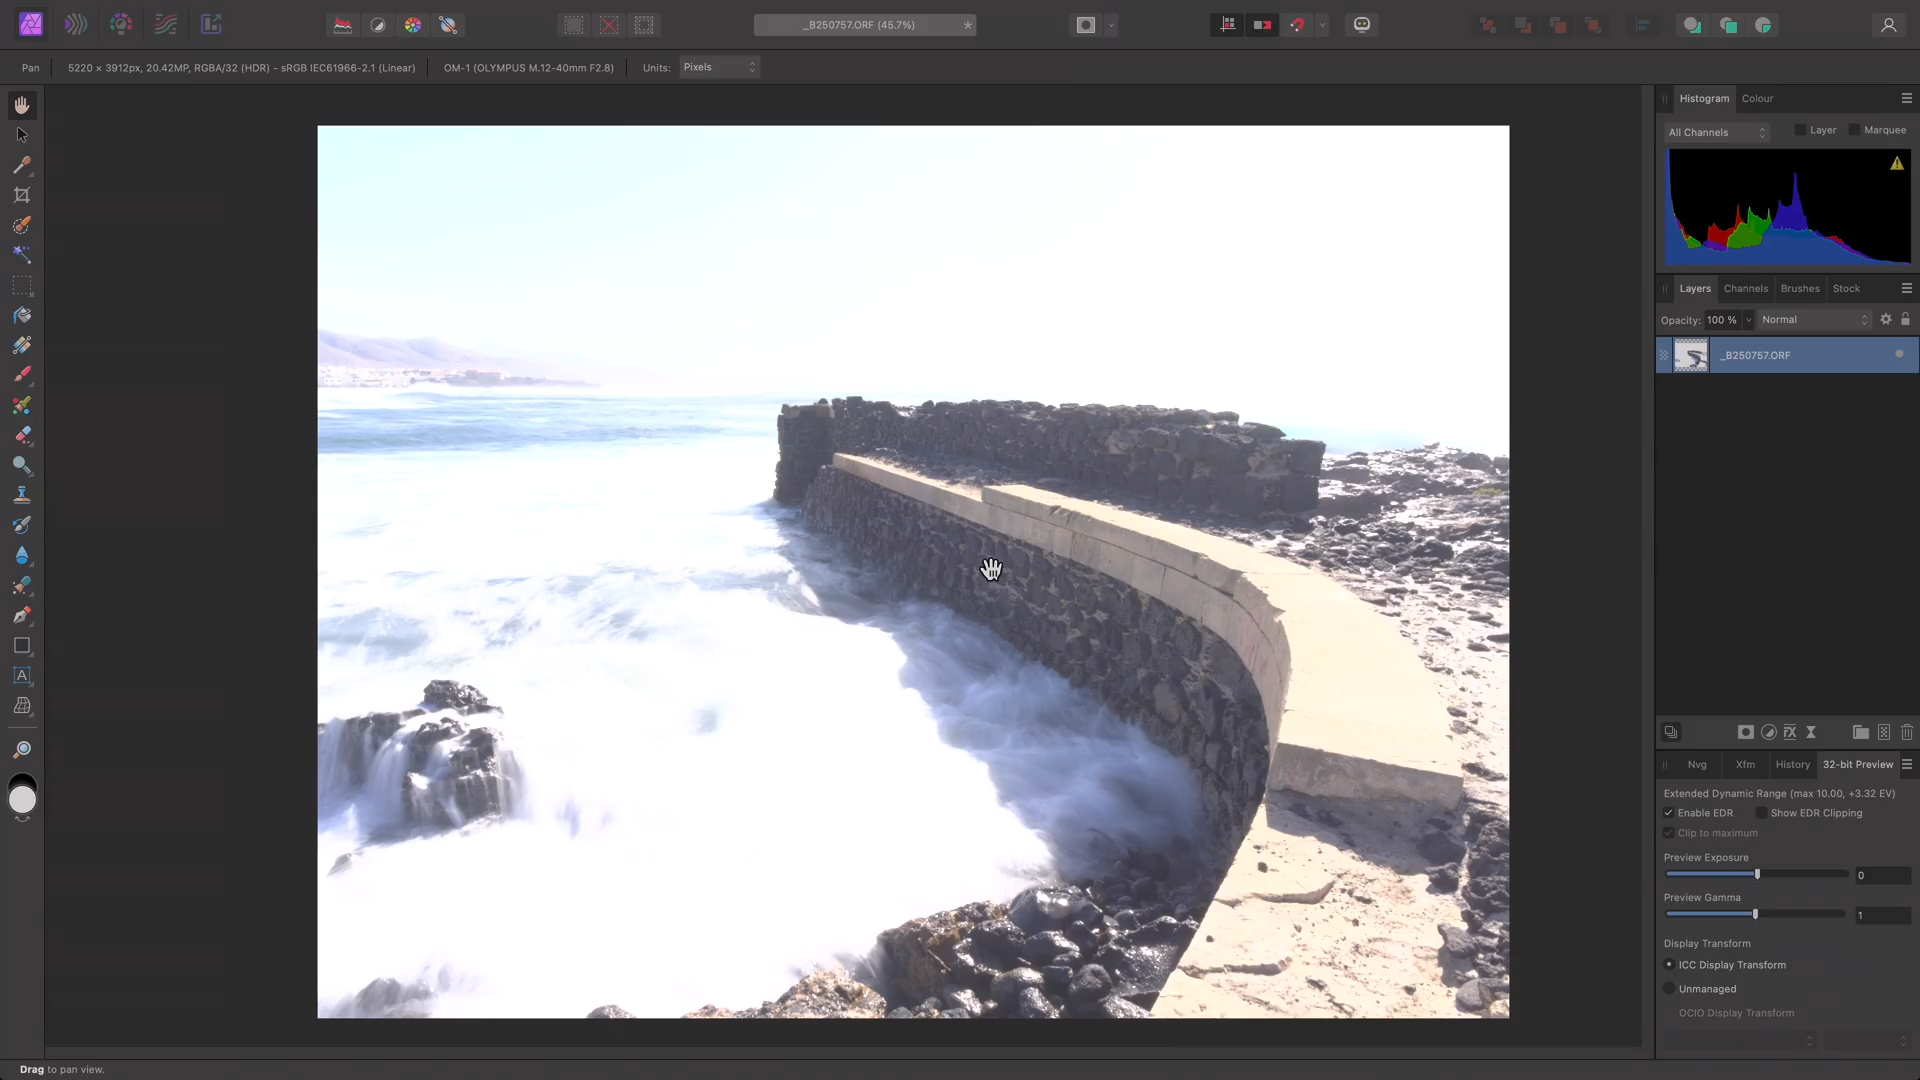 _B250757.ORF (45.7%)
*
Pan
5220 × 3912px, 20.42MP, RGBA/32 (HDR) - sRGB IEC61966-2.1 (Linear)
OM-1 (OLYMPUS M.12-40mm F2.8)
Units:
Pixels
Histogram
Colour
All Channels
Layer
Marquee
Layers
Channels
Brushes
Stock
Opacity:
100 %
Normal
_B250757.ORF
A
Nvg
Xfm
History
32-bit Preview
Extended Dynamic Range (max 10.00, +3.32 EV)
Enable EDR
Show EDR Clipping
Clip to maximum
Preview Exposure
0
Preview Gamma
1
Display Transform
ICC Display Transform
Unmanaged
OCIO Display Transform
Drag to pan view.